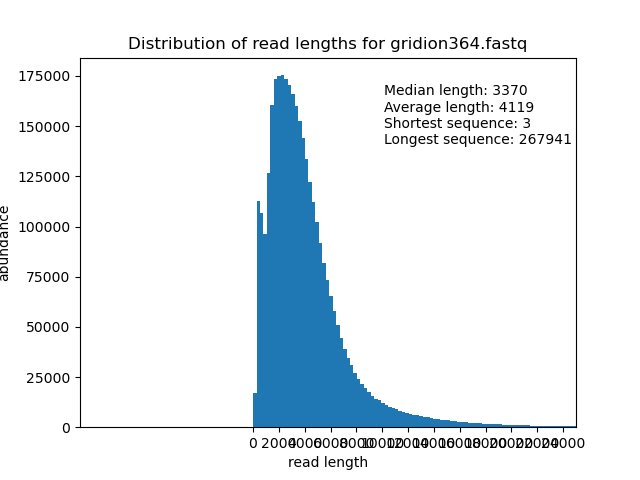 Distribution of read lengths for gridion364.fastq
175000
150000
125000
100000
75000
50000
25000
0
abundance
Median length: 3370
Average length: 4119
Shortest sequence: 3
Longest sequence: 267941
0 2000 4000 6000 8000 10000 12000 14000 16000 18000 20000 22000 24000
read length